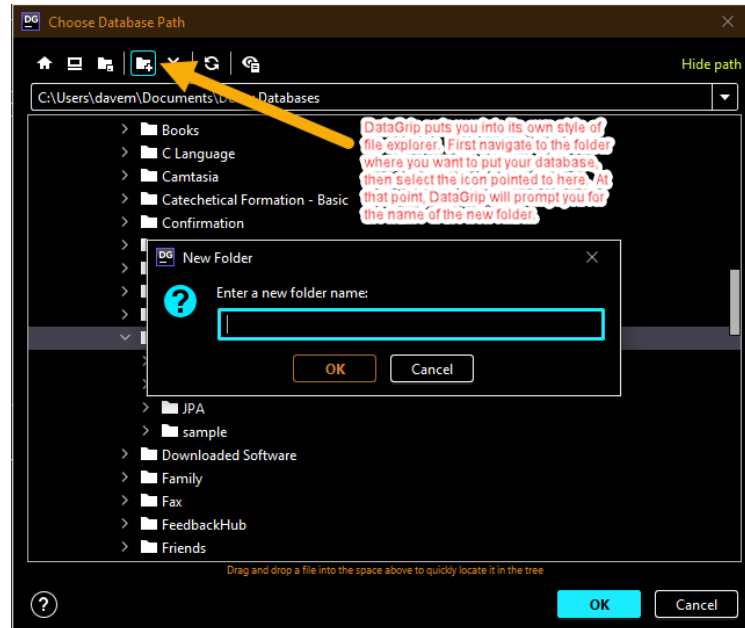 DG Choose Database Path
Hide path
C:\Users\davem\Documents\ Databases
Books
C Language
Camtasia
Catechetical Formation - Basic
Confirmation
DataGrip puts you into its own style of
file explorer. First navigate to the folder
where you want to put your database,
then select the icon pointed to here. At
that point, DataGrip will prompt you for
the name of the new folder.
DG New Folder
Enter a new folder name:
OK Cancel
JPA
sample
Downloaded Software
Family
Fax
FeedbackHub
Friends
Drag and drop a file into the space above to quickly locate it in the tree
? OK Cancel